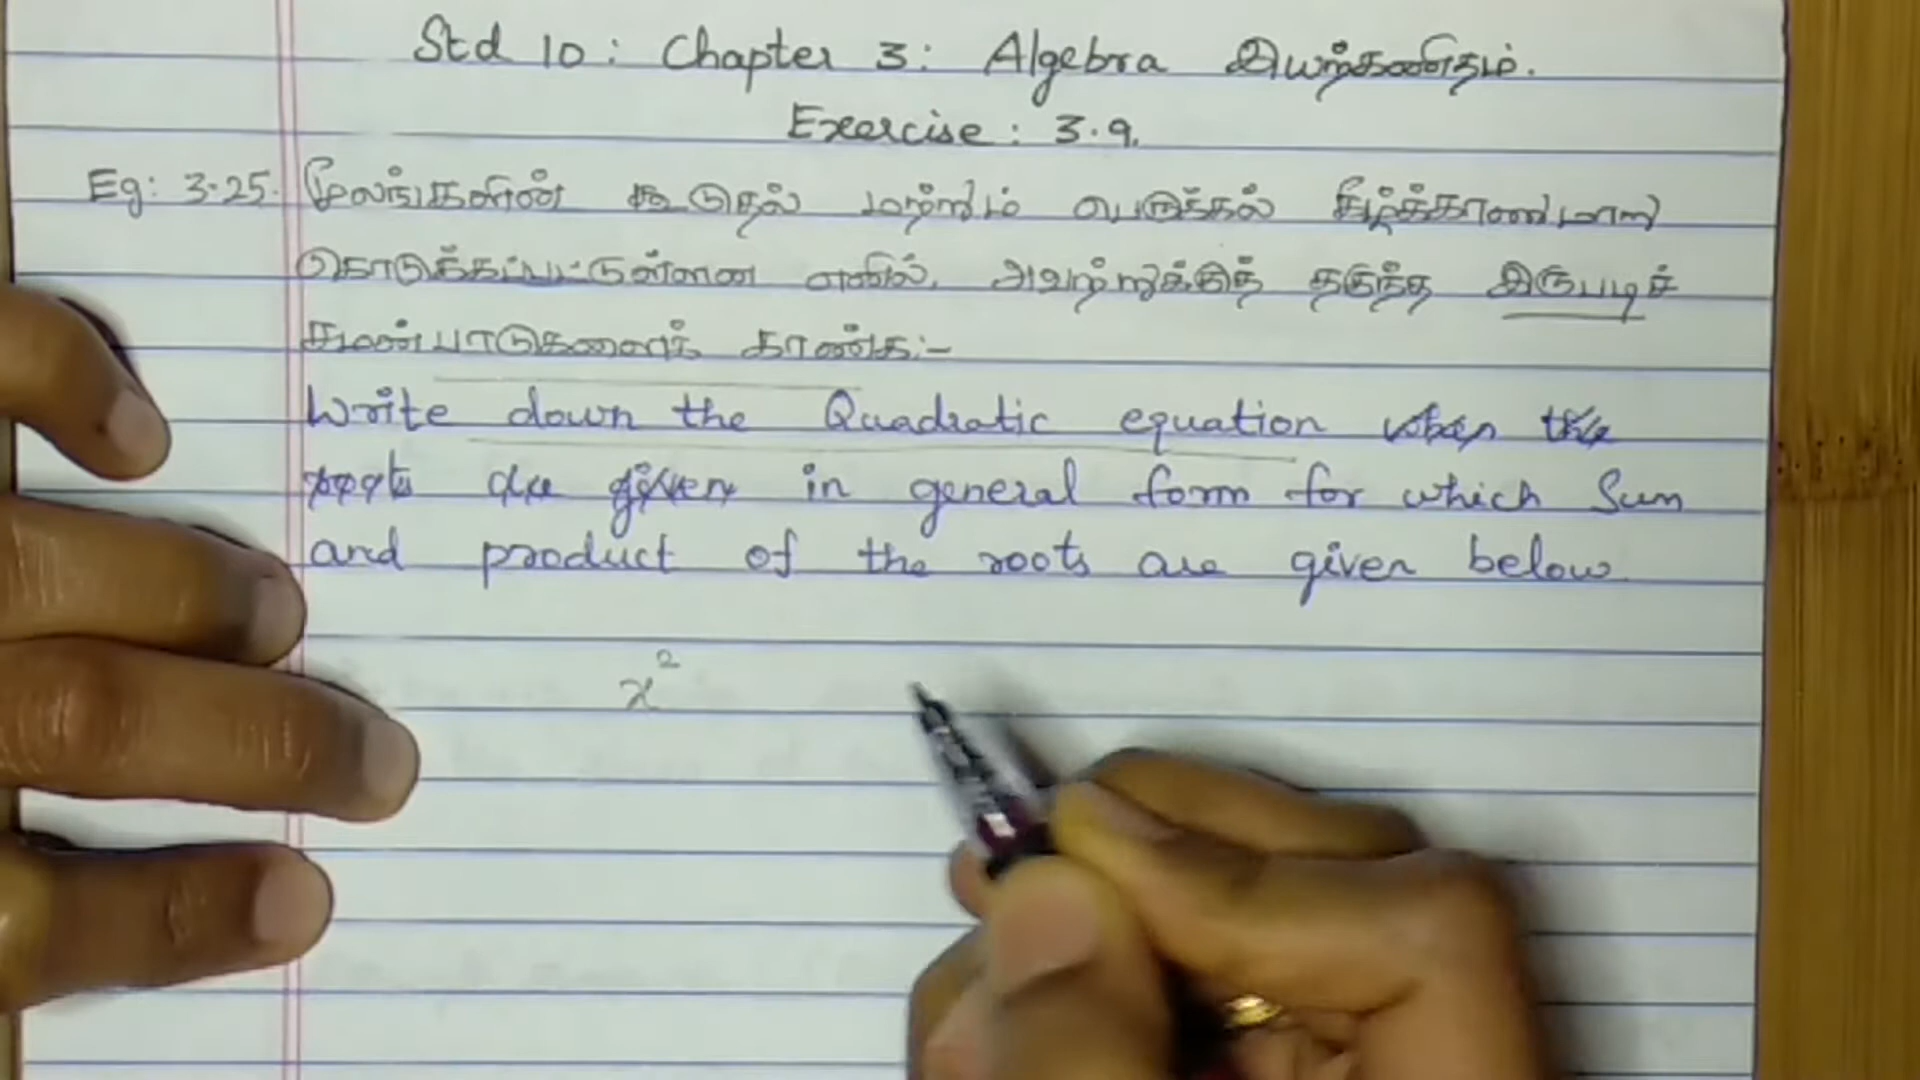 Std 10: Chapter 3: Algebra இயற்கணிதம்.
Exercise: 3.9.
Eg: 3.25. மூலங்களின் கூடுதல் மற்றும் பெருக்கல் கீழ்க்காணுமாறு
கொடுக்கப்பட்டுள்ளன எனில், அவற்றுக்குத் தகுந்த இருபடிச்
சமன்பாடுகளைக் காண்க:-
Write down the Quadratic equation when the
roots are given in general form for which Sum
and product of the roots are given below
x²